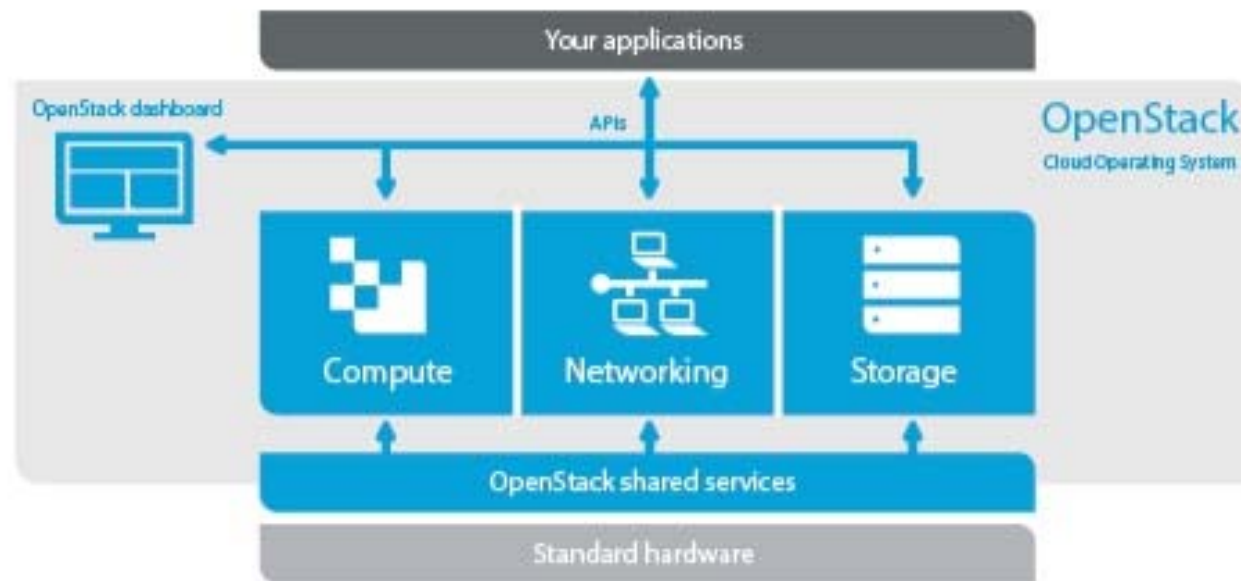 Your applications
OpenStack dashboard
APIs
OpenStack
Cloud Operating System
Compute
Networking
Storage
OpenStack shared services
Standard hardware